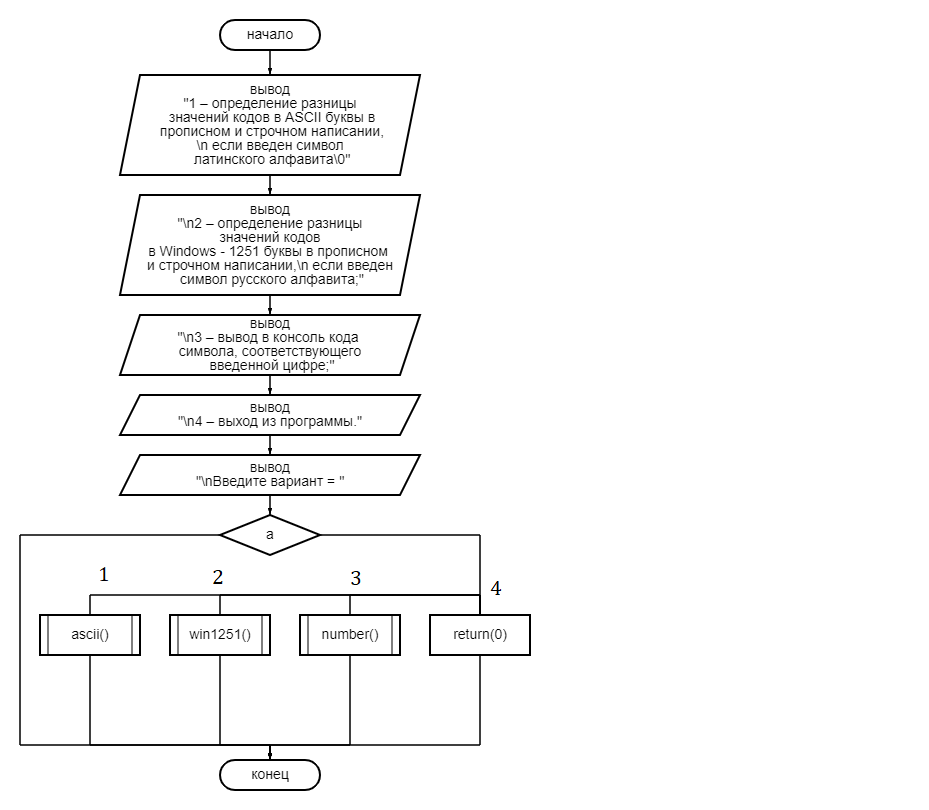 начало
вывод
"1 – определение разницы
значений кодов в ASCII буквы в
прописном и строчном написании,
\n если введен символ
латинского алфавита\0"
вывод
"\n2 – определение разницы
значений кодов
в Windows - 1251 буквы в прописном
и строчном написании,\n если введен
символ русского алфавита;"
вывод
"\n3 – вывод в консоль кода
символа, соответствующего
введенной цифре;"
вывод
"\n4 – выход из программы."
вывод
"\nВведите вариант = "
a
1 2 3 4
ascii() win1251() number() return(0)
конец